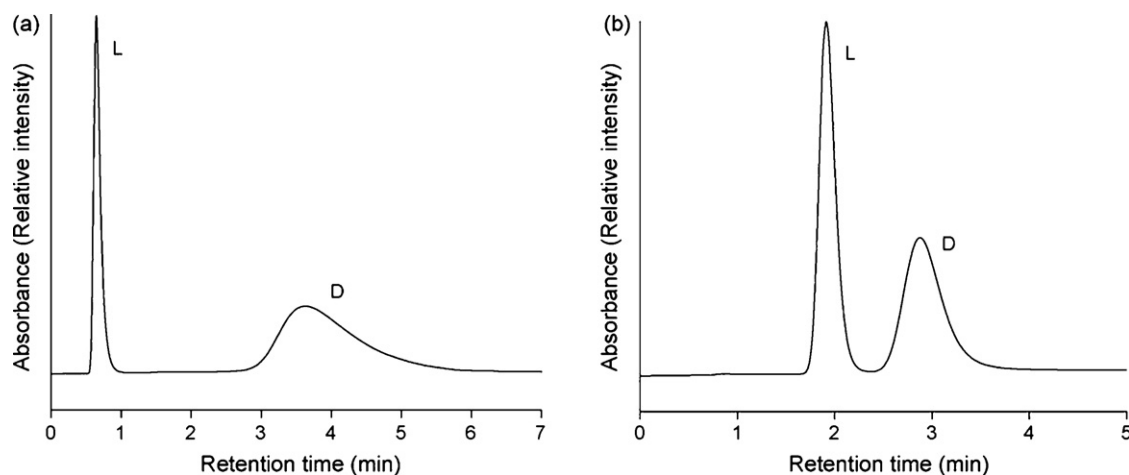 (a)
L
D
Absorbance (Relative intensity)
0 1 2 3 4 5 6 7
Retention time (min)
(b)
L
D
Absorbance (Relative intensity)
0 1 2 3 4 5
Retention time (min)